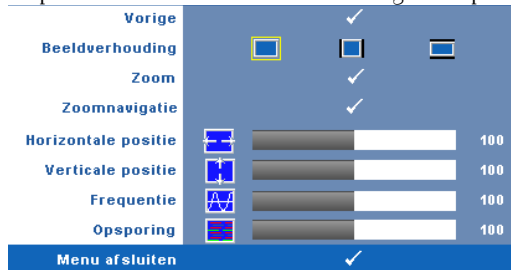 Vorige
Beeldverhouding
Zoom
Zoomnavigatie
Horizontale positie 100
Verticale positie 100
Frequentie 100
Opsporing 100
Menu afsluiten